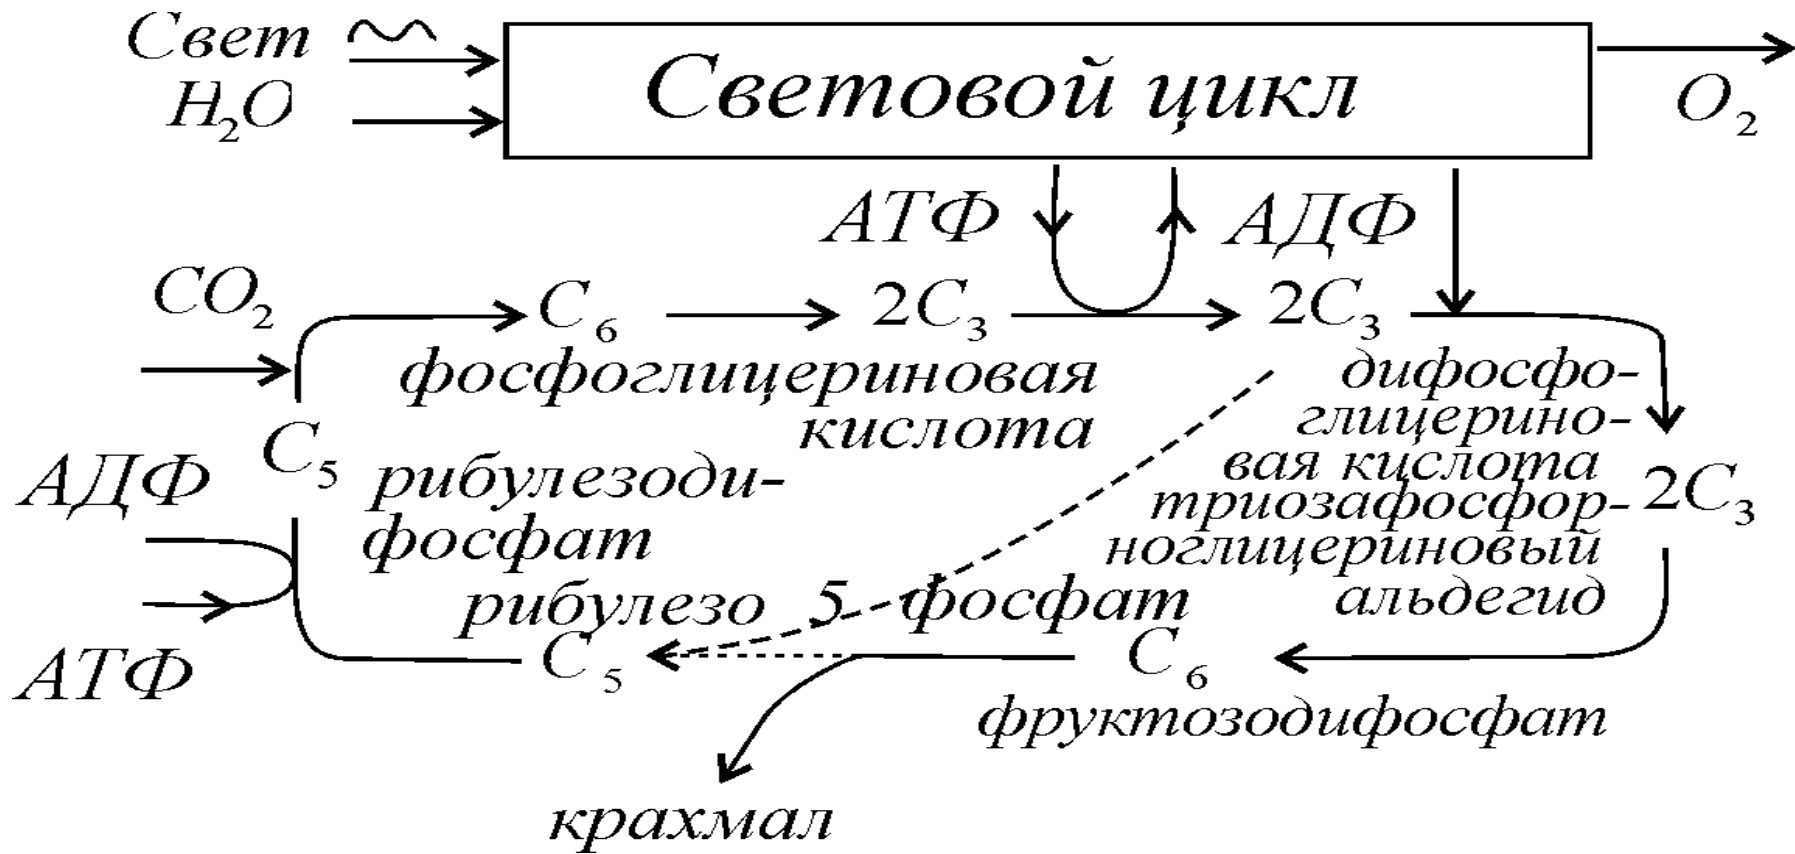 Свет
H₂O
Световой цикл
O₂
АТФ
АДФ
CO₂
C₆
2C₃
2C₃
фосфоглицериновая
кислота
дифосфо-
глицерино-
вая кислота
триозафосфор-
ноглицериновый
альдегид
2C₃
C₅
АДФ
рибулезоди-
фосфат
рибулезо 5 фосфат
АТФ
C₅
C₆
фруктозодифосфат
крахмал